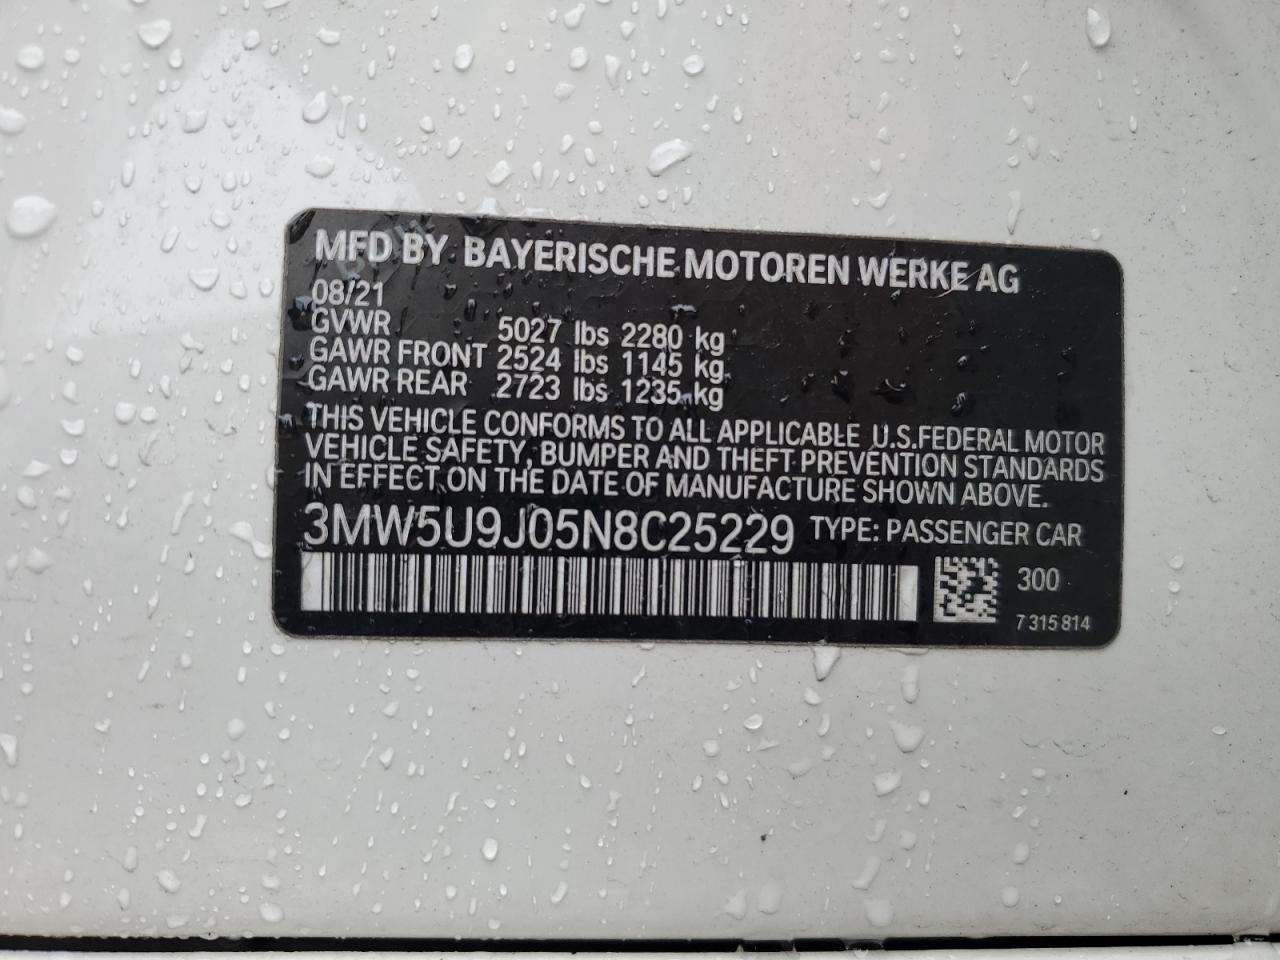 MFD BY BAYERISCHE MOTOREN WERKE AG
08/21
GVWR 5027 lbs 2280 kg
GAWR FRONT 2524 lbs 1145 kg
GAWR REAR 2723 lbs 1235 kg
THIS VEHICLE CONFORMS TO ALL APPLICABLE U.S.FEDERAL MOTOR
VEHICLE SAFETY, BUMPER AND THEFT PREVENTION STANDARDS
IN EFFECT ON THE DATE OF MANUFACTURE SHOWN ABOVE.
3MW5U9J05N8C25229 TYPE: PASSENGER CAR
300
7 315 814